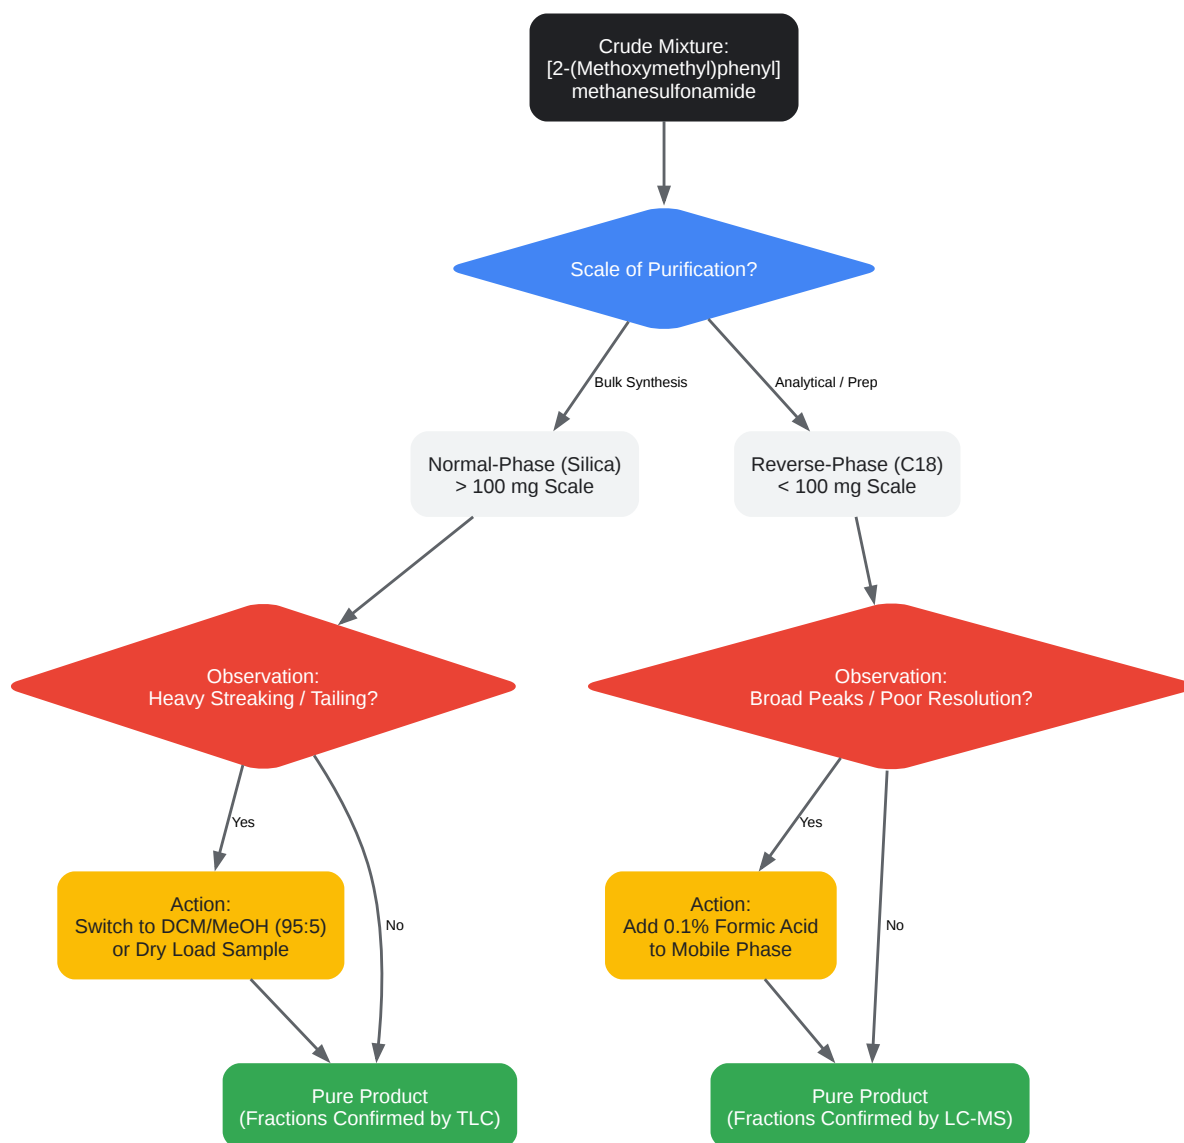 Crude Mixture:
[2-(Methoxymethyl)phenyl]
methanesulfonamide
Scale of Purification?
Bulk Synthesis
Analytical / Prep
Normal-Phase (Silica)
> 100 mg Scale
Reverse-Phase (C18)
< 100 mg Scale
Observation:
Heavy Streaking / Tailing?
Observation:
Broad Peaks / Poor Resolution?
Yes
Yes
Action:
Switch to DCM/MeOH (95:5)
or Dry Load Sample
No
Action:
Add 0.1% Formic Acid
to Mobile Phase
No
Pure Product
(Fractions Confirmed by TLC)
Pure Product
(Fractions Confirmed by LC-MS)